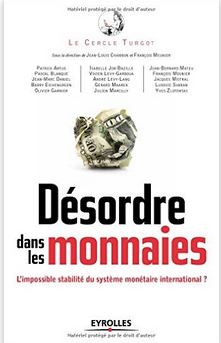 Matériel protégé par le droit d'auteur
LE CERCLE TURGOT
Sous la direction de JEAN-LOUIS CHAMBON et FRANÇOIS MEUNIER
PATRICK ARTUS
PASCAL BLANQUÉ
JEAN-MARC DANIEL
BARRY EICHENGREEN
OLIVIER GARNIER
ISABELLE JOB-BAZILLE
VIVIEN LEVY-GARBOUA
ANDRÉ LÉVY-LANG
GÉRARD MAAREK
JULIEN MARCILLY
JEAN-BERNARD MATEU
FRANÇOIS MEUNIER
JACQUES MISTRAL
LUDOVIC SUBRAN
YVES ZLOTOWSKI
Désordre
dans les monnaies
L'impossible stabilité du système monétaire international ?
EYROLLES
Matériel protégé par le droit d'auteur